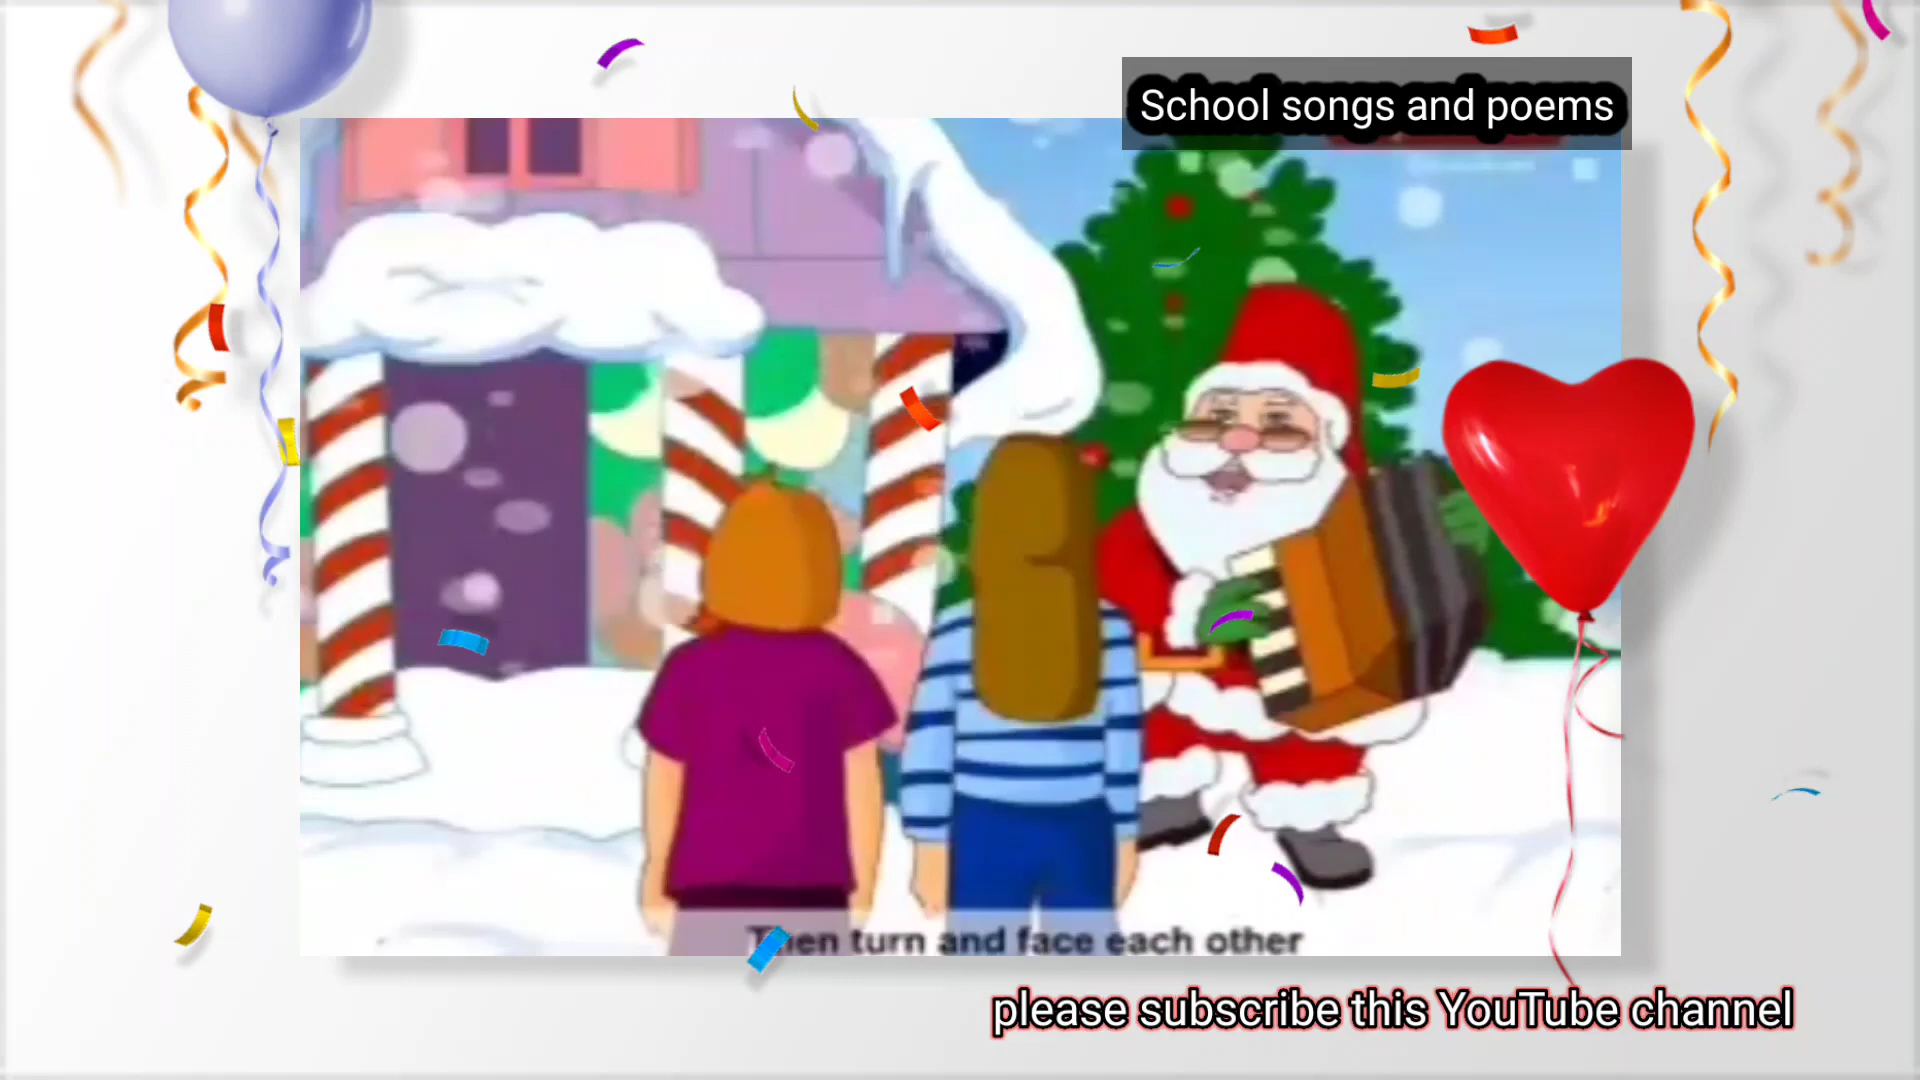 School songs and poems
Then turn and face each other
please subscribe this YouTube channel